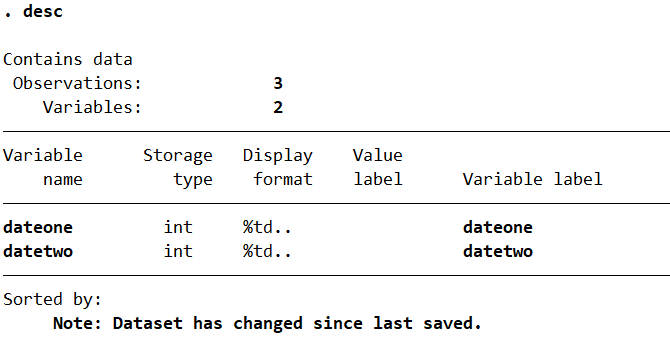 . desc
Contains data
Observations: 3
Variables: 2
Variable Storage Display Value
name type format label Variable label
dateone int %td.. dateone
datetwo int %td.. datetwo
Sorted by:
Note: Dataset has changed since last saved.